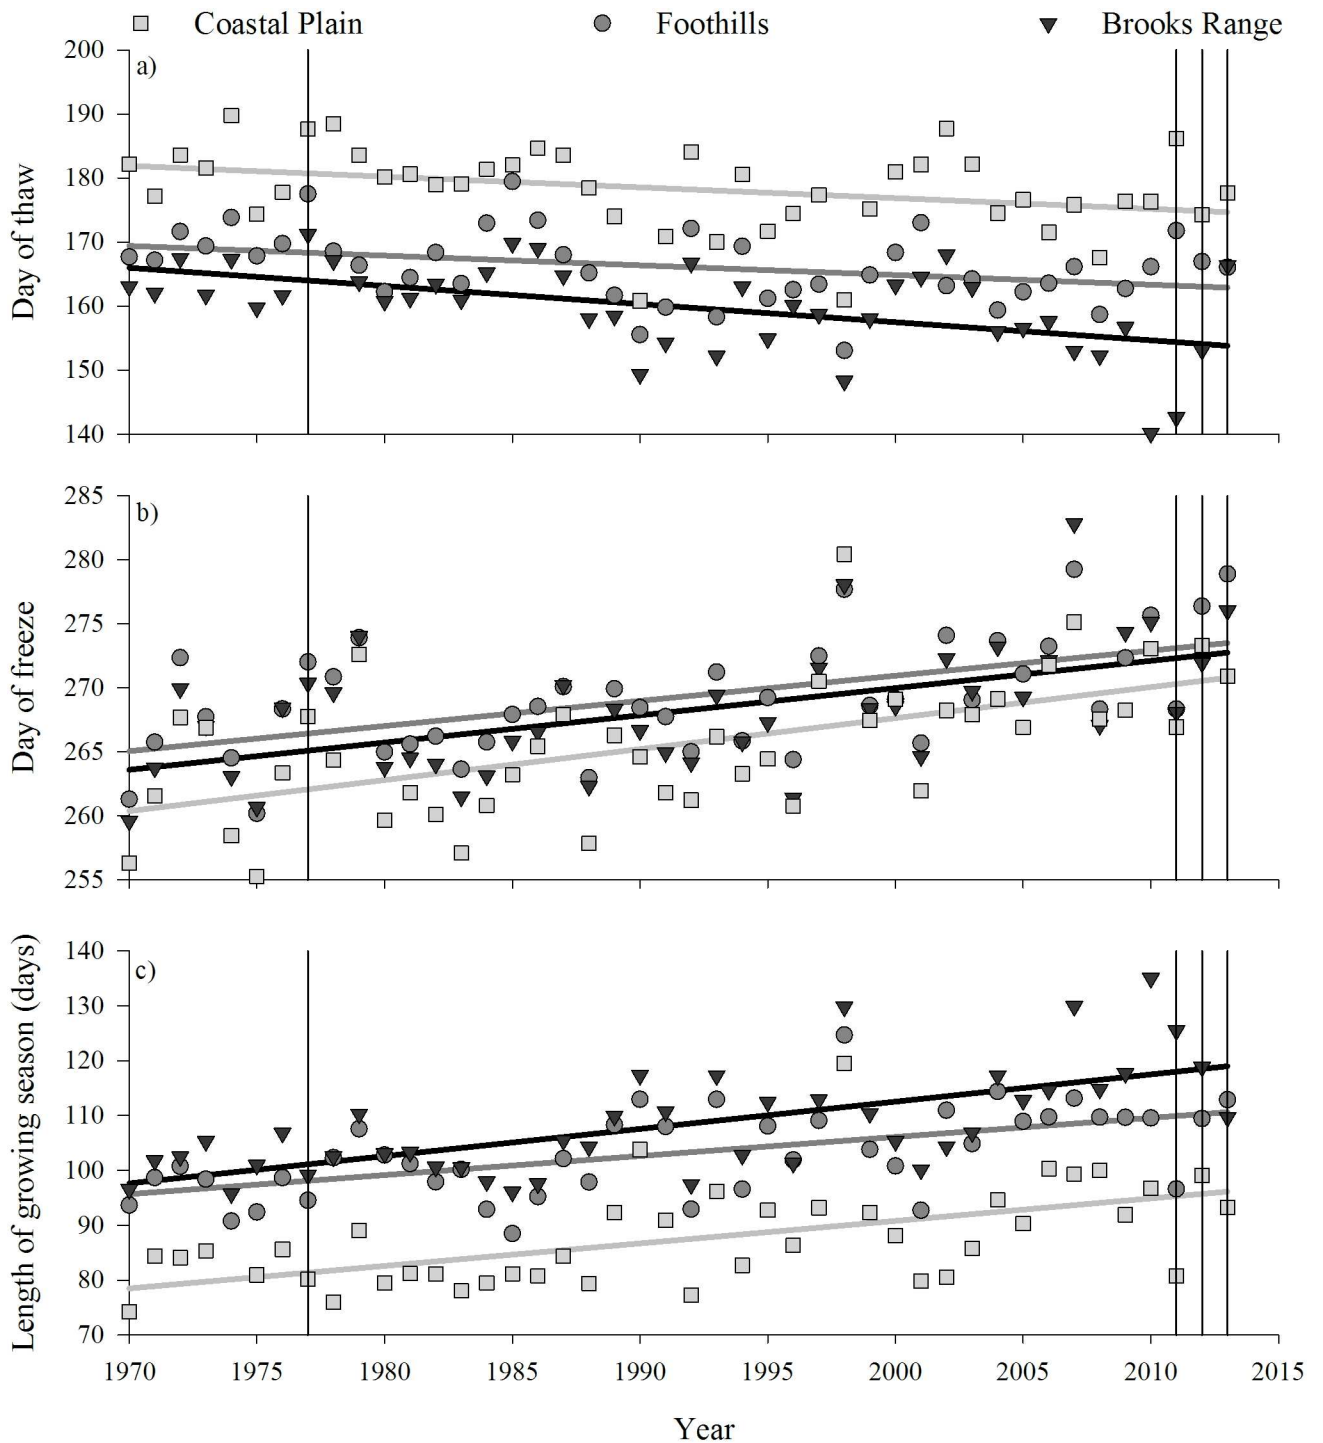 Coastal Plain Foothills Brooks Range
a)
200
190
180
170
160
150
140
Day of thaw
b)
285
280
275
270
265
260
255
Day of freeze
c)
140
130
120
110
100
90
80
70
Length of growing season (days)
1970 1975 1980 1985 1990 1995 2000 2005 2010 2015
Year